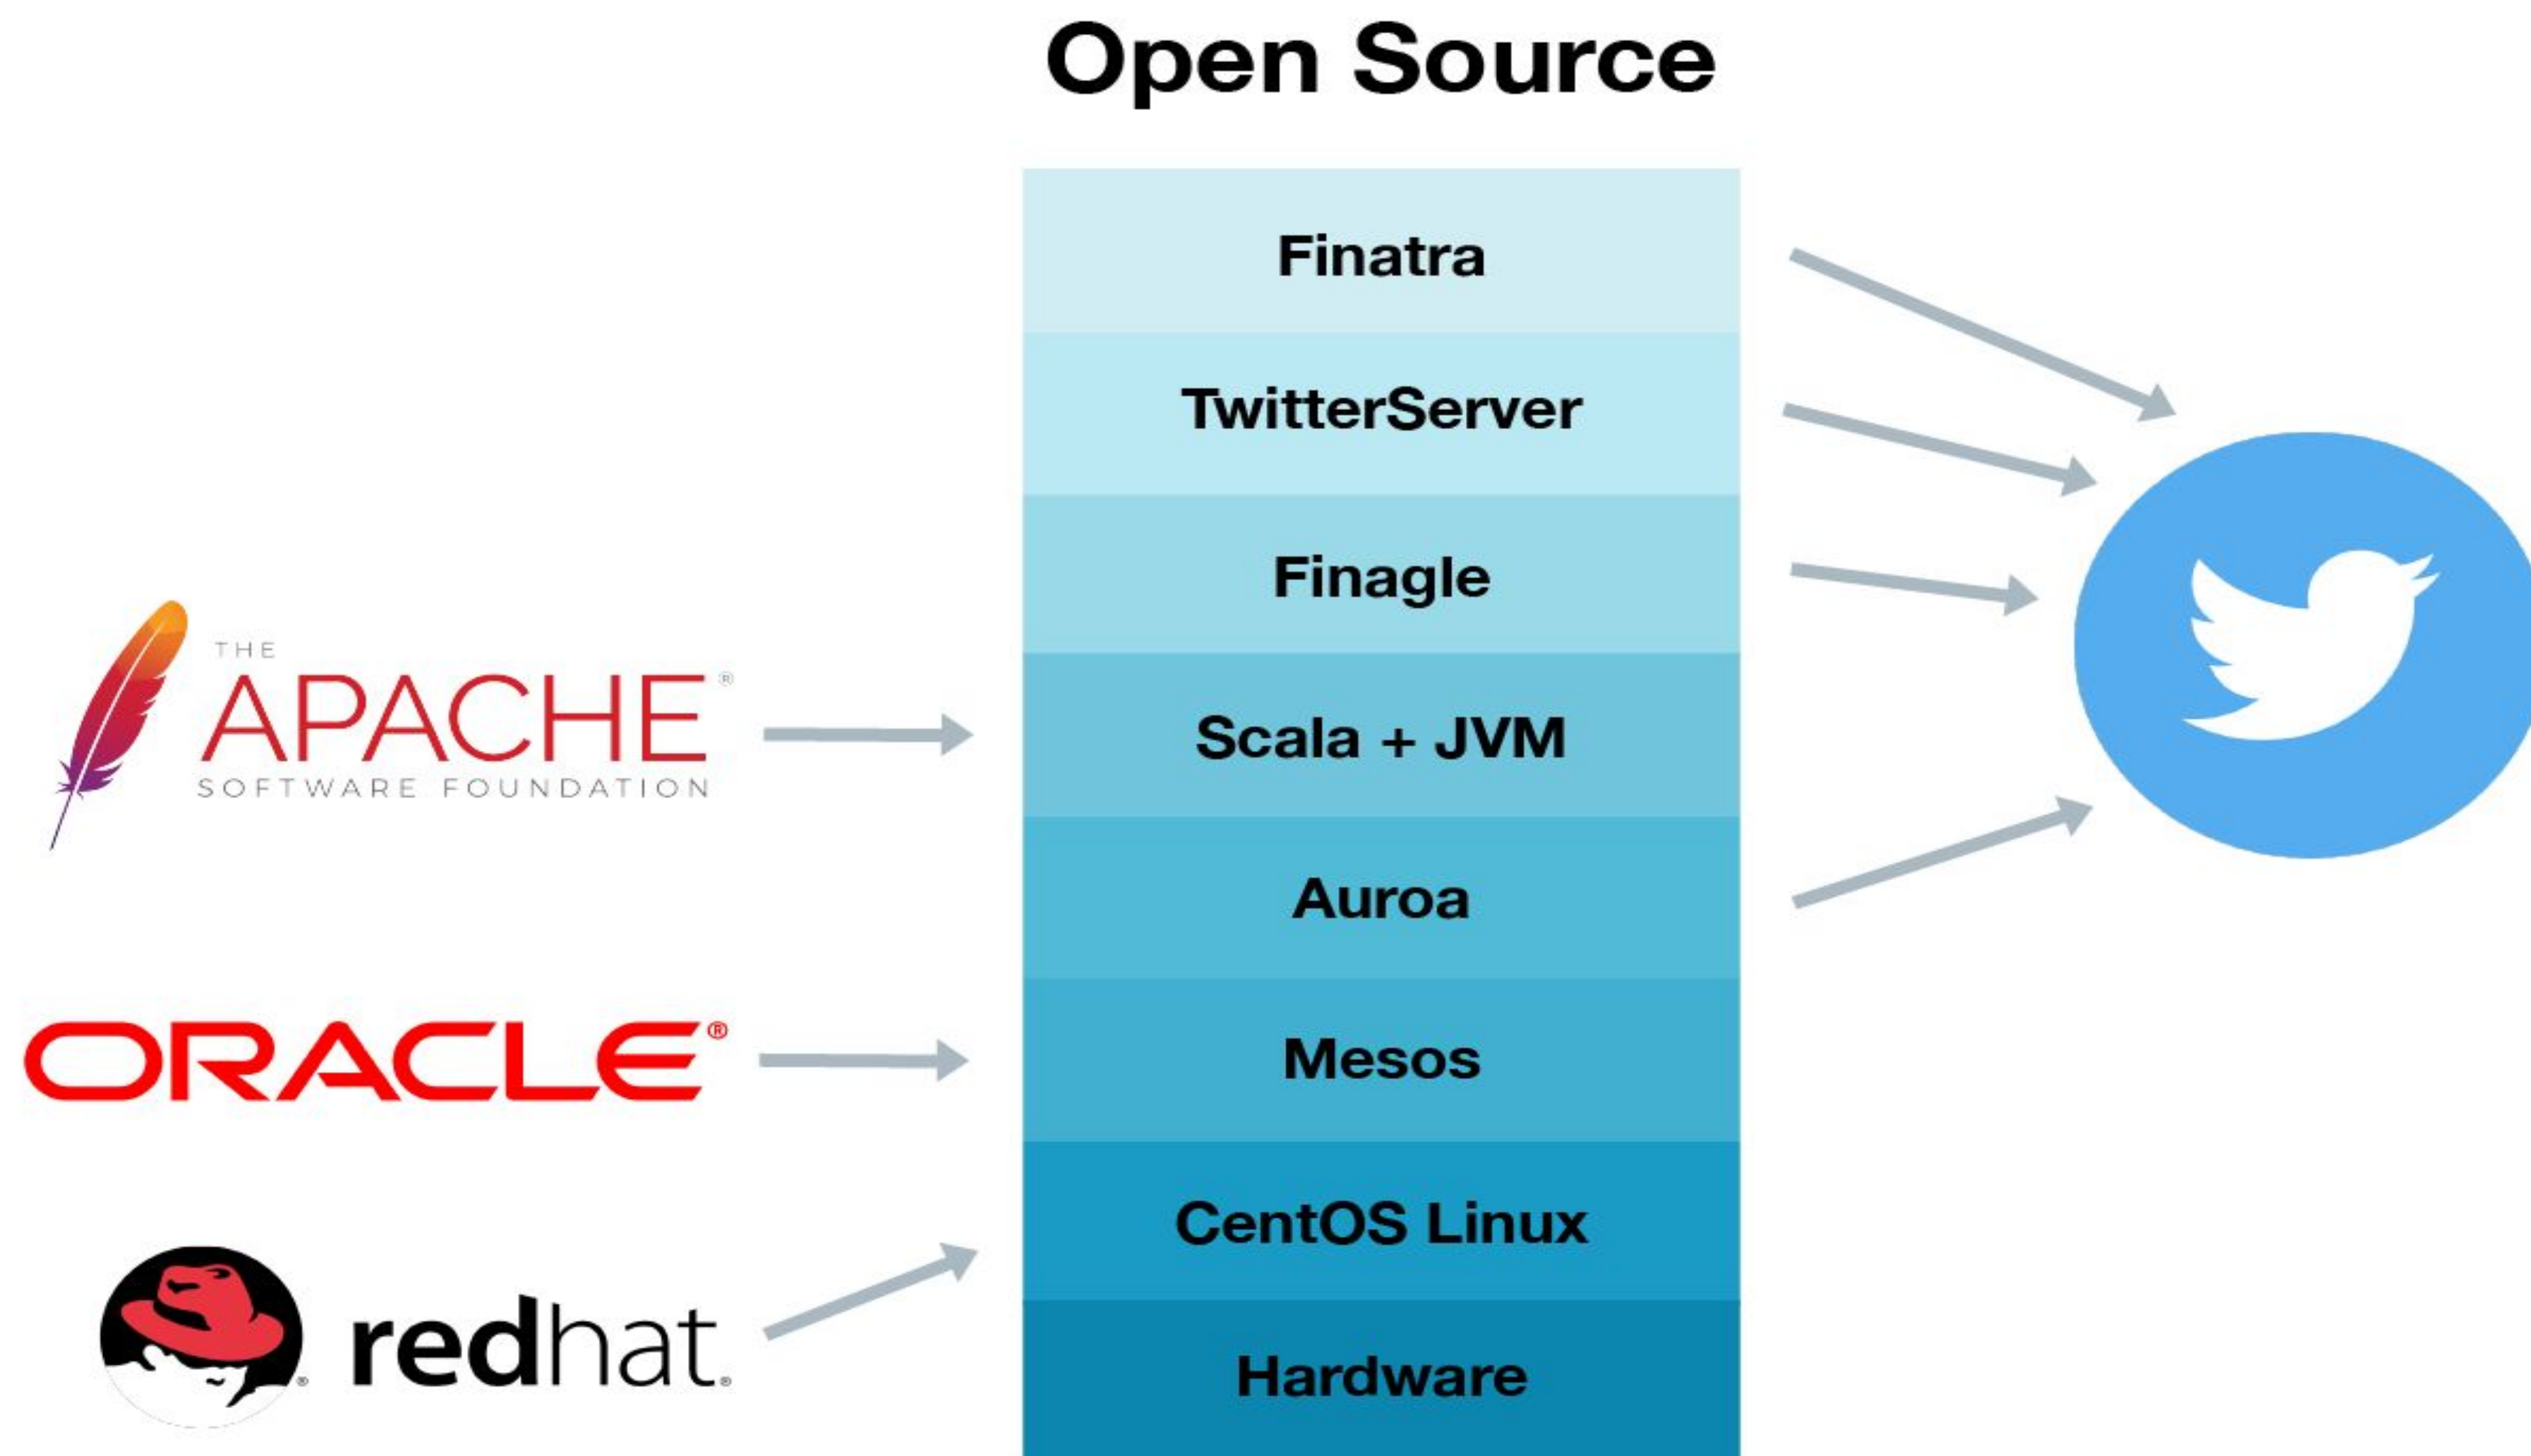 Open Source
Finatra
TwitterServer
Finagle
THE
APACHE®
SOFTWARE FOUNDATION
Scala + JVM
Auroa
ORACLE®
Mesos
CentOS Linux
redhat.®
Hardware